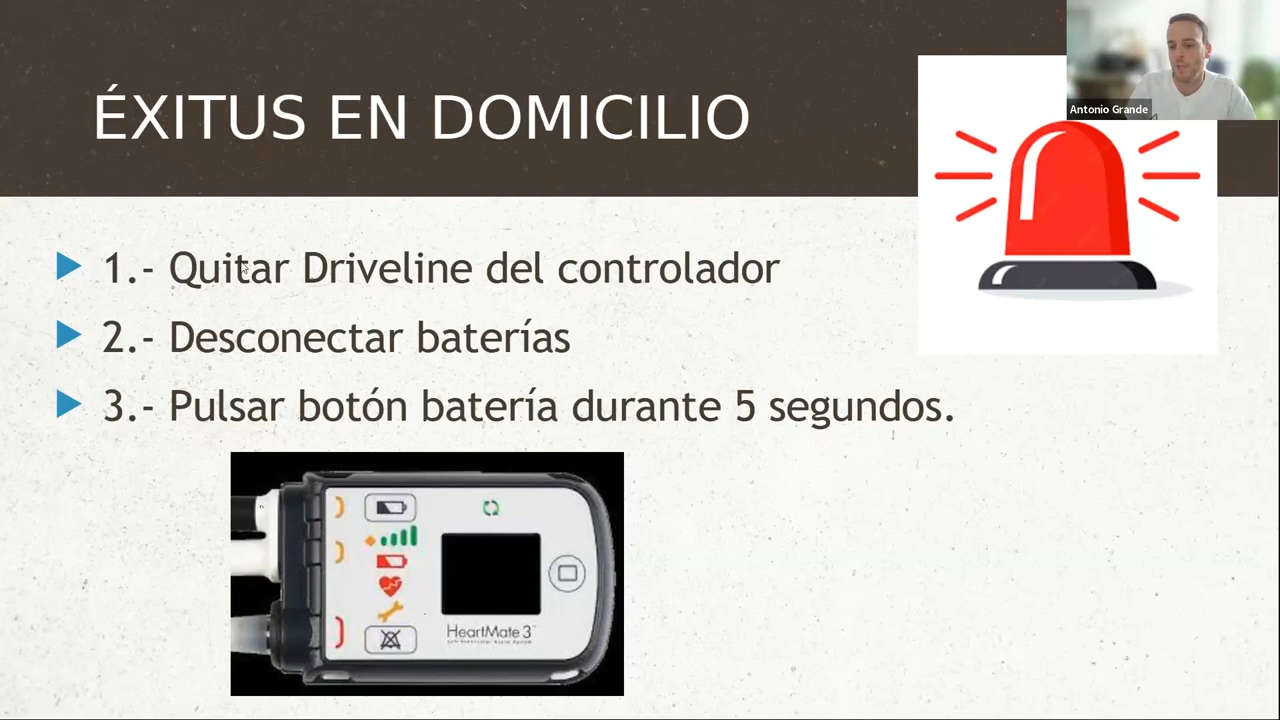 ÉXITUS EN DOMICILIO
Antonio Grande
1.- Quitar Driveline del controlador
2.- Desconectar baterías
3.- Pulsar botón batería durante 5 segundos.
HeartMate 3™